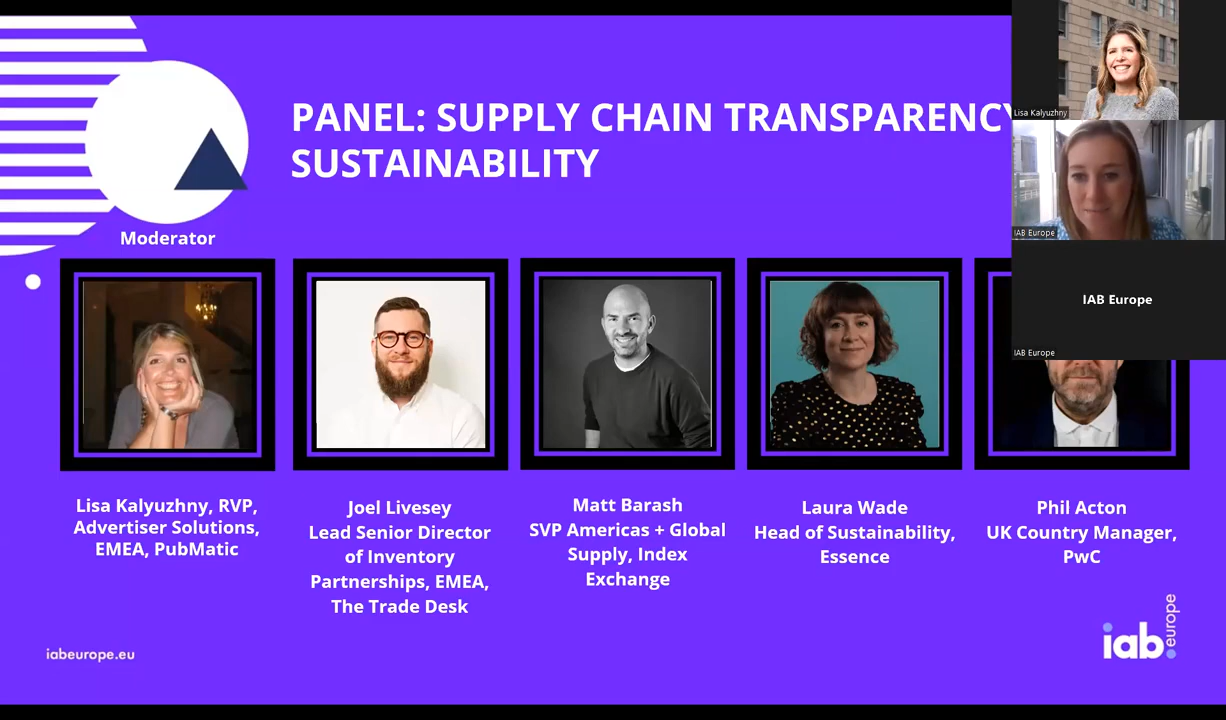 PANEL: SUPPLY CHAIN TRANSPARENCY
SUSTAINABILITY
Lisa Kalyuzhny
IAB Europe
IAB Europe
IAB Europe
Moderator
Lisa Kalyuzhny, RVP,
Advertiser Solutions,
EMEA, PubMatic
Joel Livesey
Lead Senior Director
of Inventory
Partnerships, EMEA,
The Trade Desk
Matt Barash
SVP Americas + Global
Supply, Index
Exchange
Laura Wade
Head of Sustainability,
Essence
Phil Acton
UK Country Manager,
PwC
iabeurope.eu
iab europe